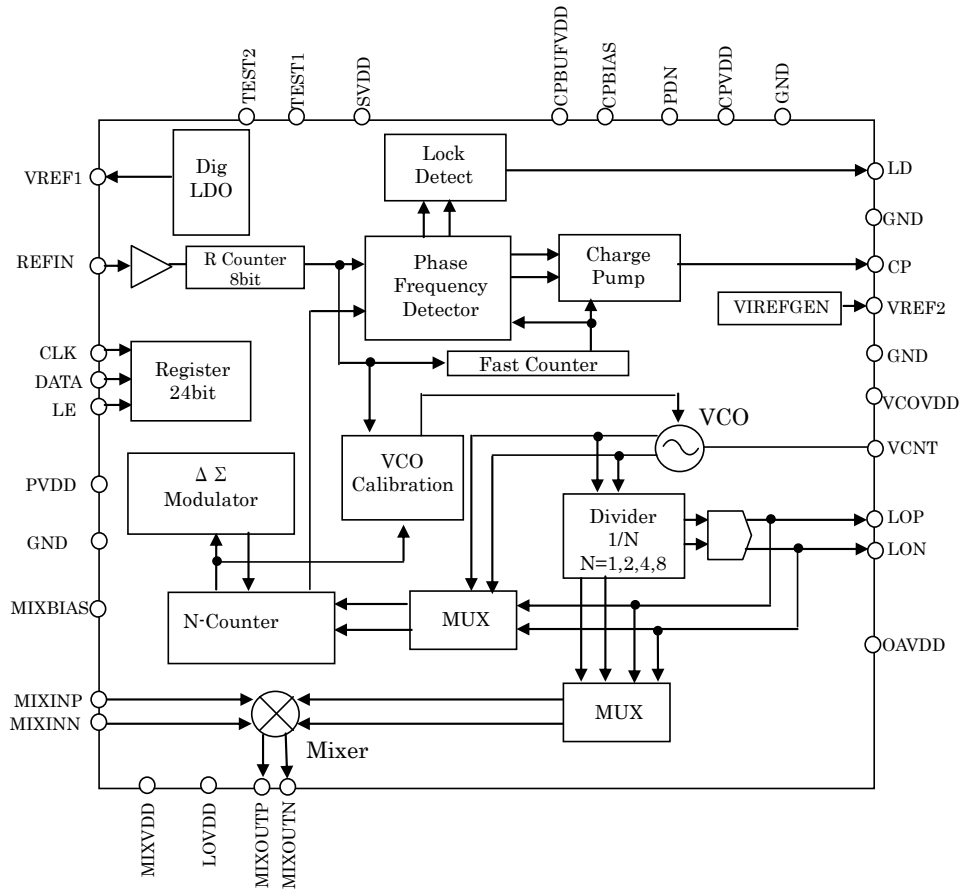 TEST2
TEST1
SVDD
CPBUFVDD
CPBIAS
PDN
CPVDD
GND
VREF1
Dig
LDO
Lock
Detect
LD
GND
REFIN
R Counter
8bit
Phase
Frequency
Detector
Charge
Pump
CP
VIREFGEN
VREF2
CLK
DATA
LE
Register
24bit
Fast Counter
GND
VCOVDD
VCO
VCNT
PVDD
Δ Σ
Modulator
VCO
Calibration
Divider
1/N
N=1,2,4,8
LOP
LON
GND
MIXBIAS
N-Counter
MUX
OAVDD
MIXINP
MIXINN
Mixer
MUX
MIXVDD
LOVDD
MIXOUTP
MIXOUTN